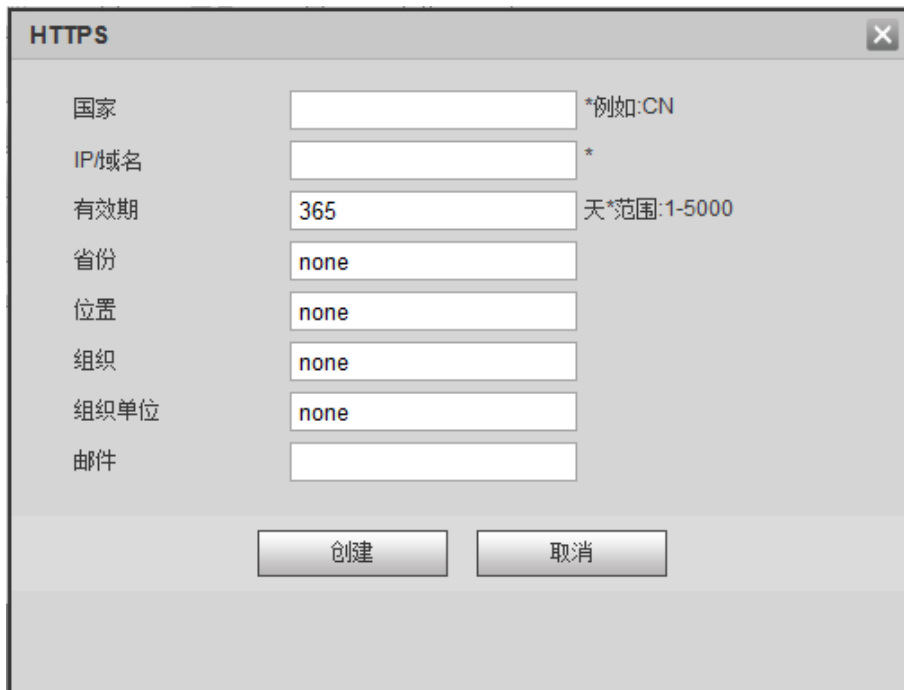 HTTPS
国家 *例如:CN
IP/域名 *
有效期 365 天*范围:1-5000
省份 none
位置 none
组织 none
组织单位 none
邮件
创建 取消